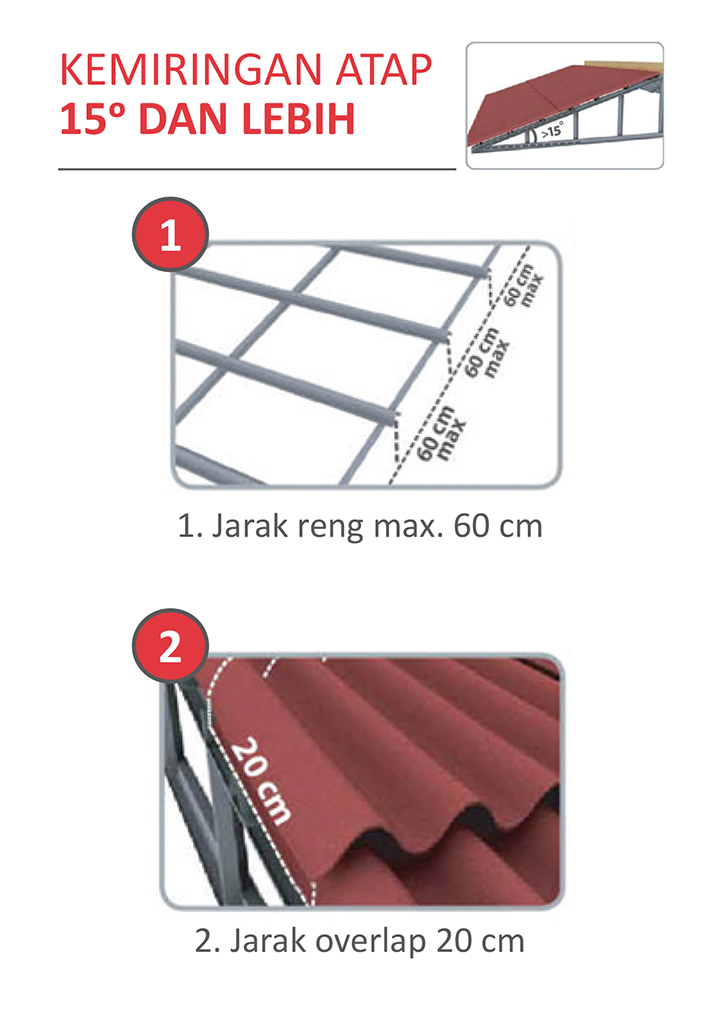 KEMIRINGAN ATAP
15° DAN LEBIH
>15°
1
60 cm
max
60 cm
max
60 cm
max
1. Jarak reng max. 60 cm
2
20 cm
2. Jarak overlap 20 cm